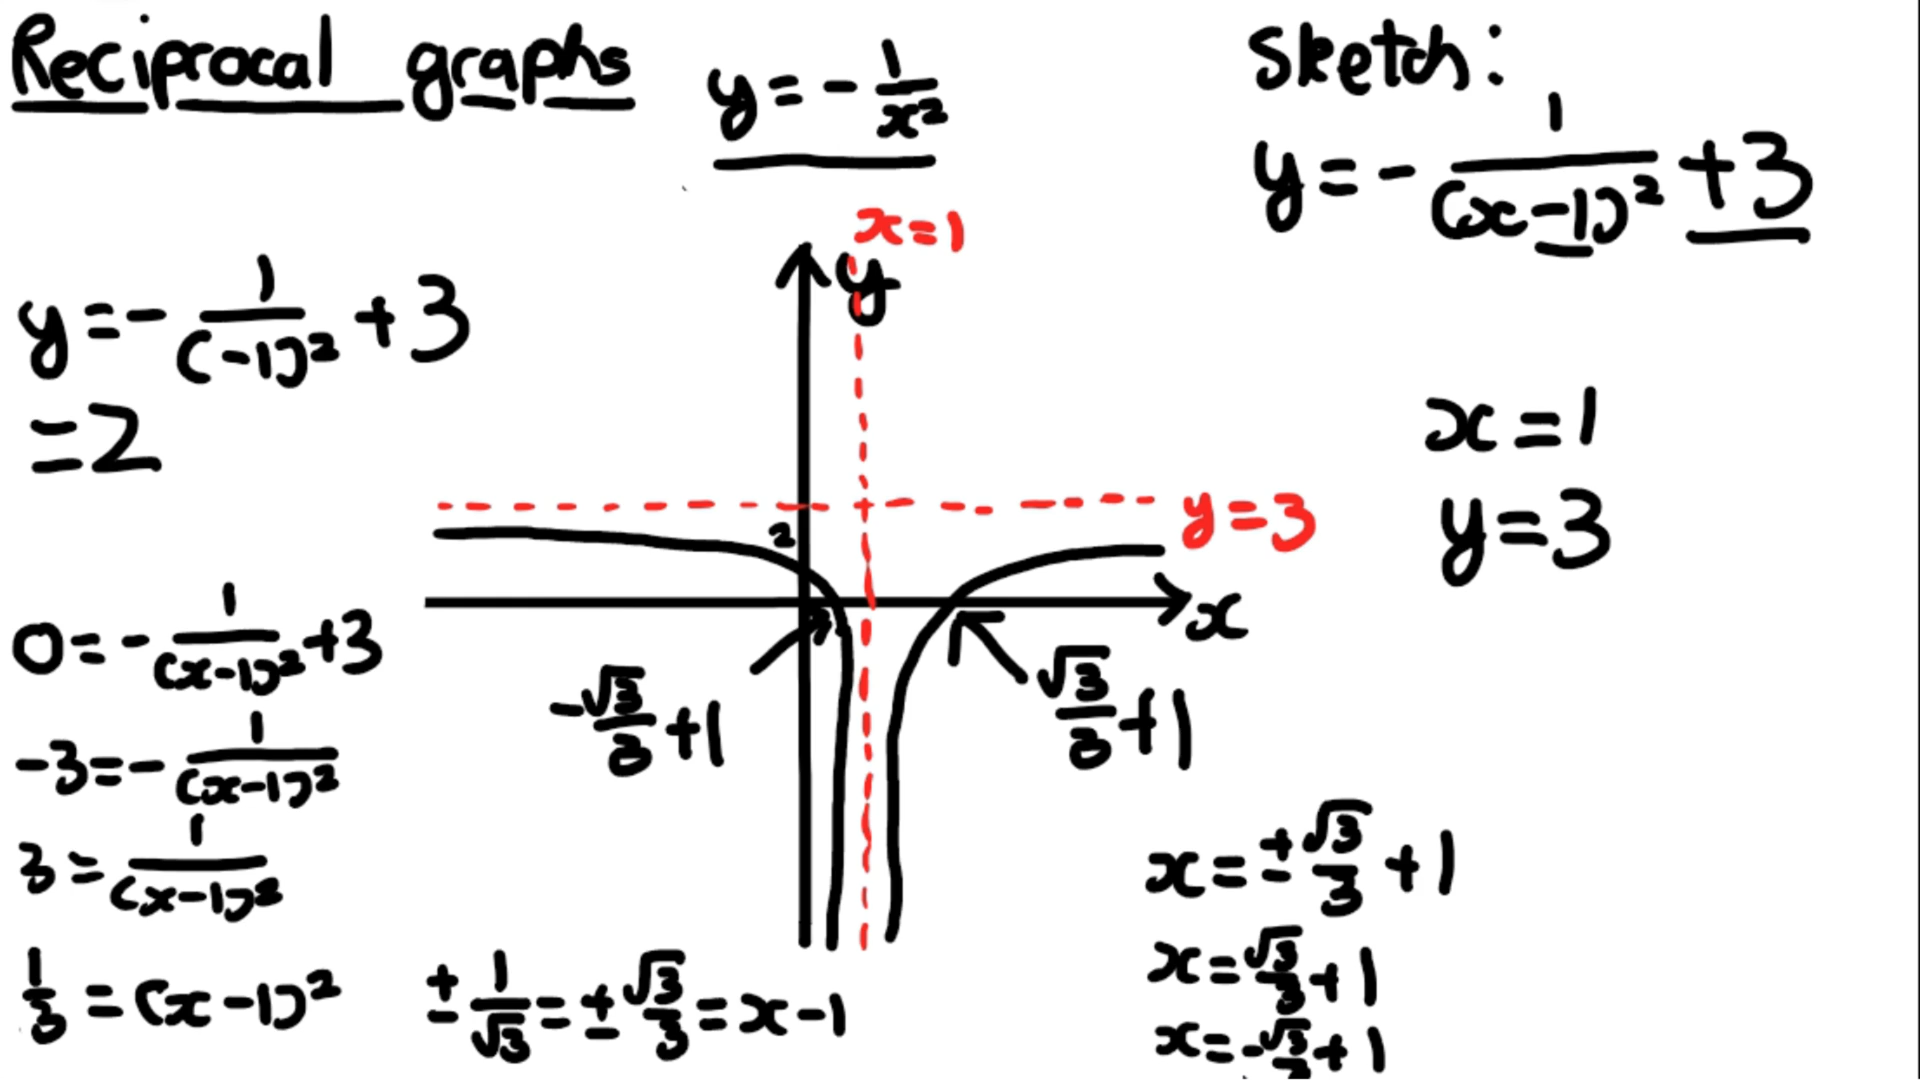 Reciprocal graphs
y = - 1/x²
Sketch:
y = - 1/(x-1)² + 3
x = 1
y
y = - 1/(-1)² + 3
= 2
x = 1
y = 3
y = 3
2
x
0 = - 1/(x-1)² + 3
-3 = - 1/(x-1)²
3 = 1/(x-1)²
1/3 = (x-1)²
-√3/3 + 1
√3/3 + 1
± 1/√3 = ± √3/3 = x - 1
x = ± √3/3 + 1
x = √3/3 + 1
x = -√3/3 + 1